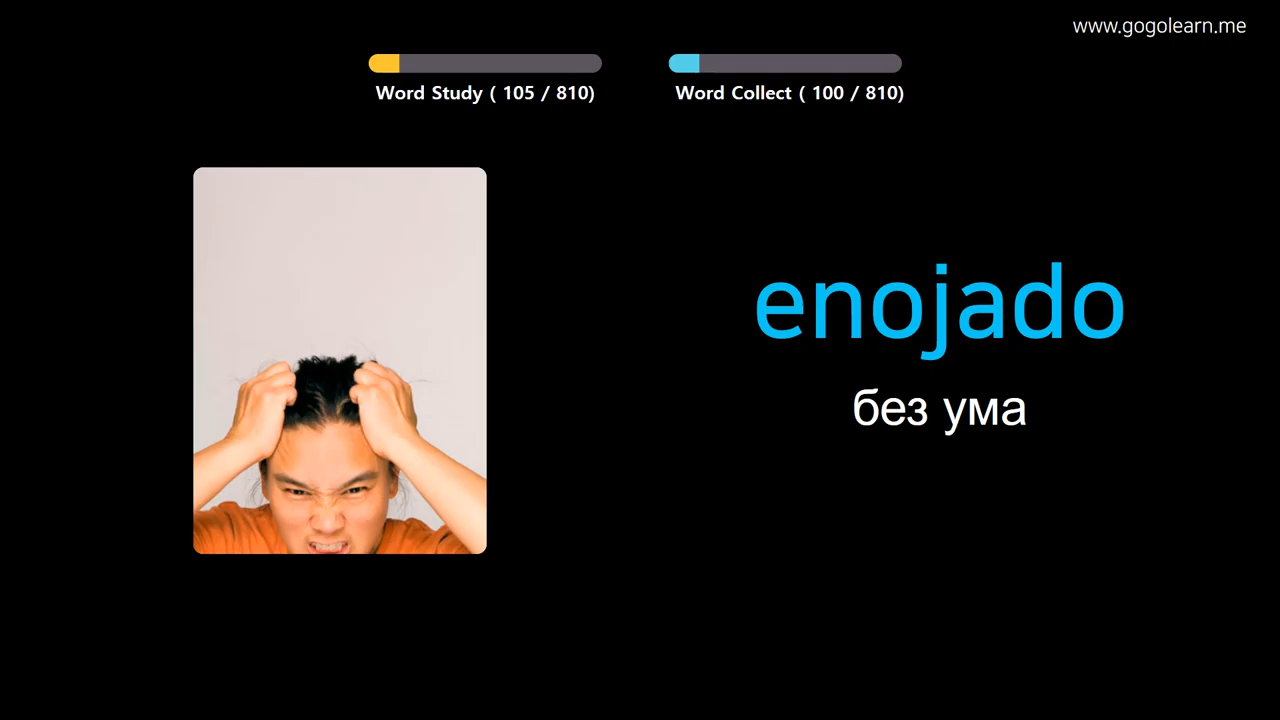 www.gogolearn.me
Word Study ( 105 / 810)
Word Collect ( 100 / 810)
enojado
без ума